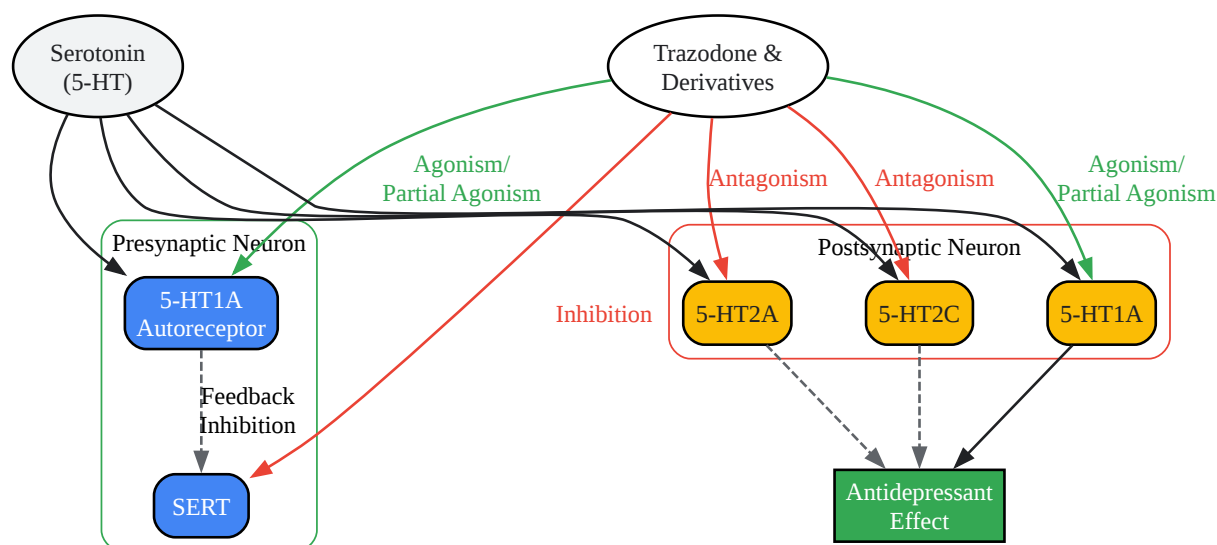 Serotonin
(5-HT)
Trazodone &
Derivatives
Agonism/
Partial Agonism
Antagonism
Antagonism
Agonism/
Partial Agonism
Presynaptic Neuron
Postsynaptic Neuron
5-HT1A
Autoreceptor
Inhibition
5-HT2A
5-HT2C
5-HT1A
Feedback
Inhibition
SERT
Antidepressant
Effect